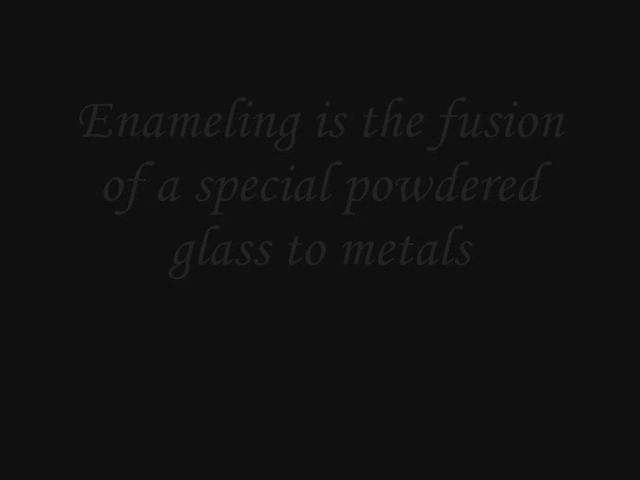 Enameling is the fusion
of a special powdered
glass to metals